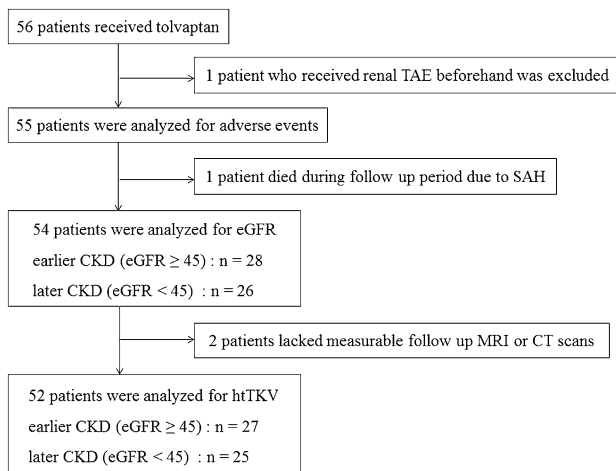 56 patients received tolvaptan
1 patient who received renal TAE beforehand was excluded
55 patients were analyzed for adverse events
1 patient died during follow up period due to SAH
54 patients were analyzed for eGFR
earlier CKD (eGFR ≥ 45) : n = 28
later CKD (eGFR < 45) : n = 26
2 patients lacked measurable follow up MRI or CT scans
52 patients were analyzed for htTKV
earlier CKD (eGFR ≥ 45) : n = 27
later CKD (eGFR < 45) : n = 25